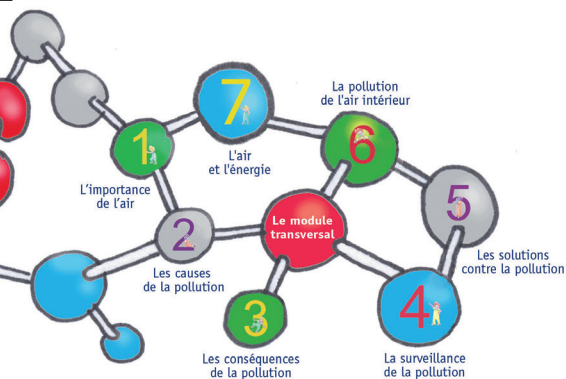 1
L'importance
de l'air
7
L'air
et l'énergie
La pollution
de l'air intérieur
6
5
Les solutions
contre la pollution
2
Les causes
de la pollution
Le module
transversal
3
Les conséquences
de la pollution
4
La surveillance
de la pollution